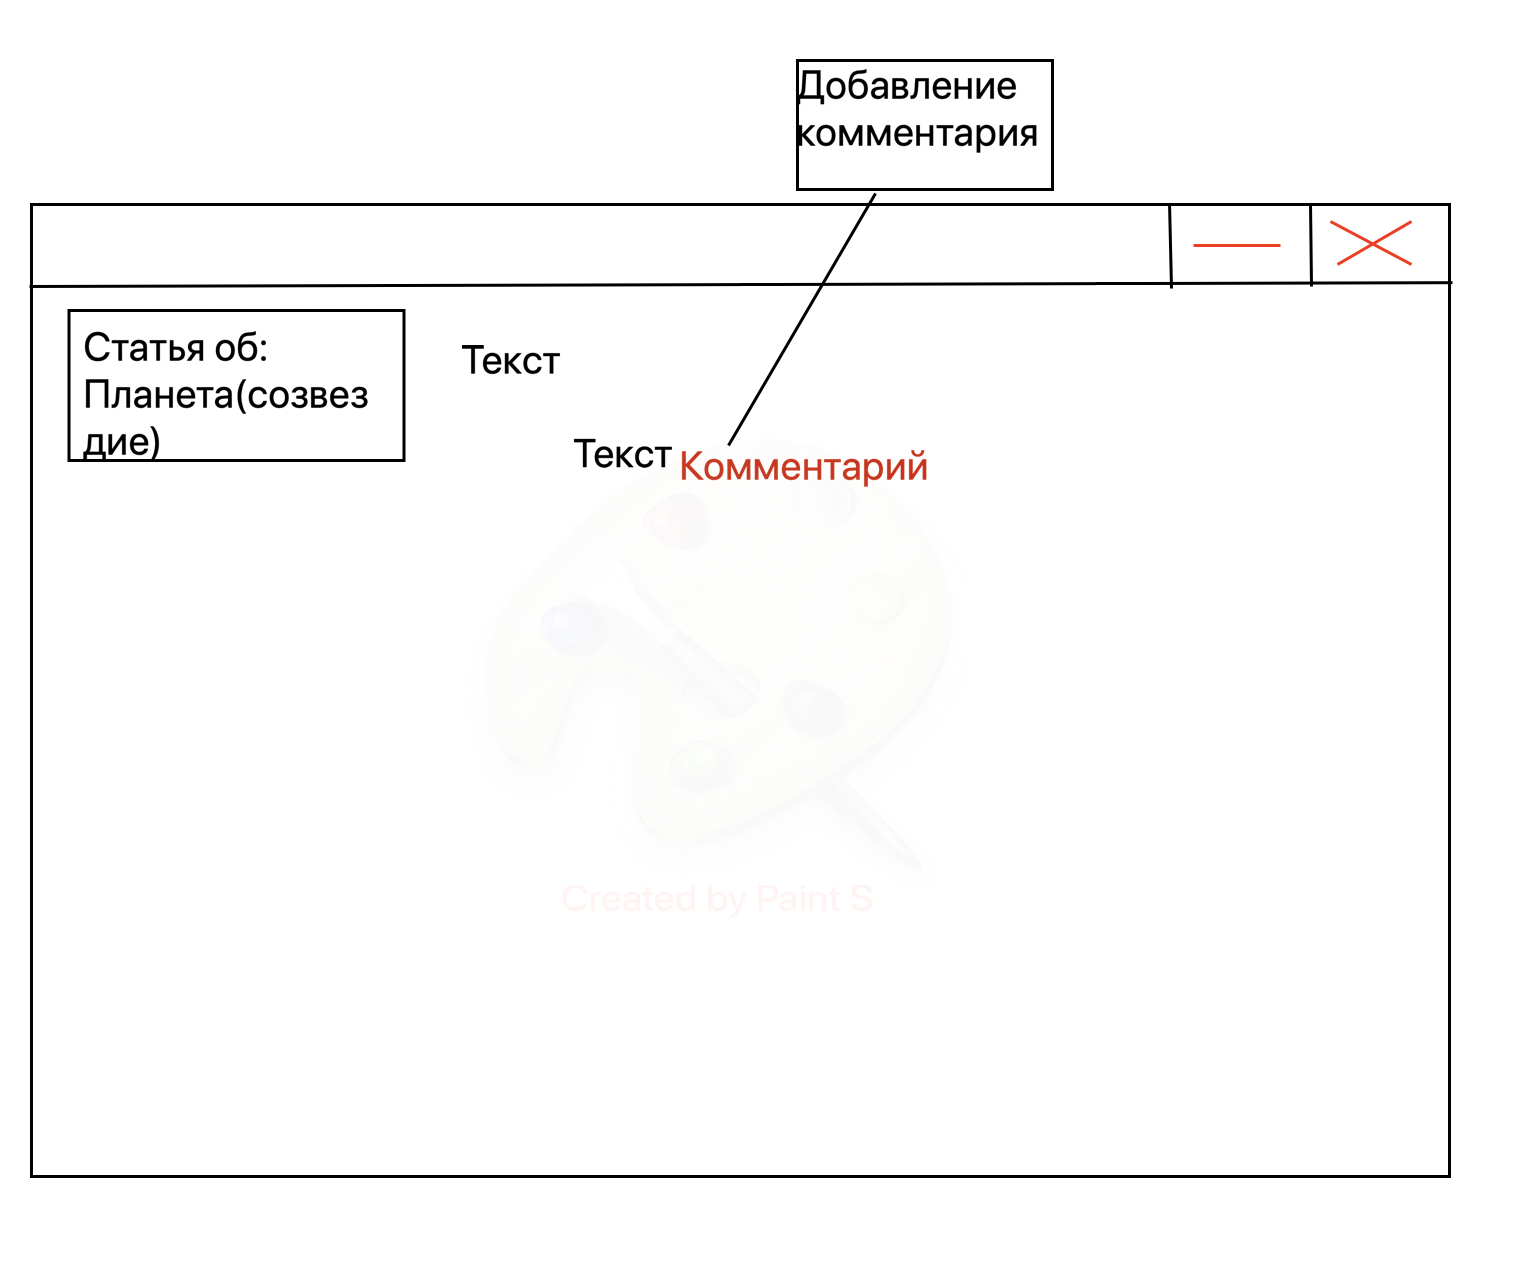 Добавление
комментария
Статья об:
Планета(созвез
дие)
Текст
Текст
Комментарий
Created by Paint S